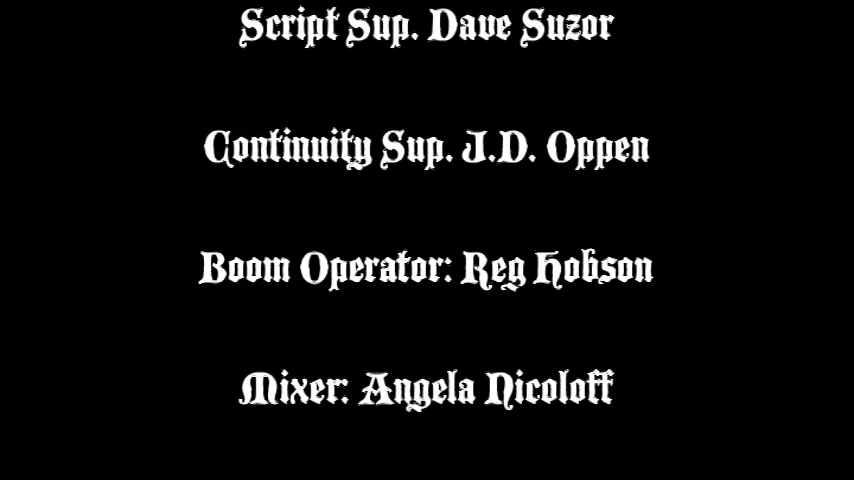 Script Sup. Dave Suzor
Continuity Sup. J.D. Oppen
Boom Operator: Reg Hobson
Mixer: Angela Nicoloff